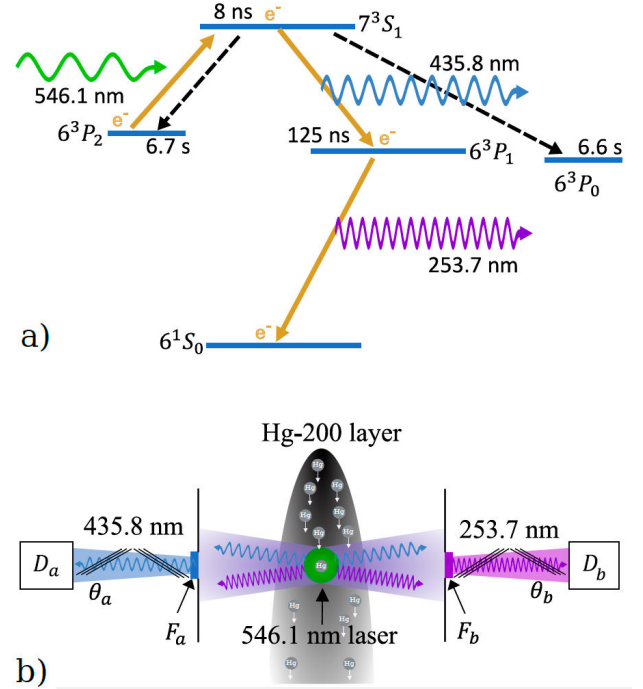 8 ns e⁻ 7³S₁
546.1 nm 435.8 nm
6³P₂ e⁻ 6.7 s
125 ns e⁻ 6³P₁
6.6 s
6³P₀
253.7 nm
6¹S₀ e⁻
a)
Hg-200 layer
Hg
Hg
Hg
Hg
Hg
Hg
Hg
Hg
435.8 nm 253.7 nm
Dₐ θₐ Hg θ_b D_b
Fₐ F_b
Hg
Hg
Hg
Hg
Hg
546.1 nm laser
b)